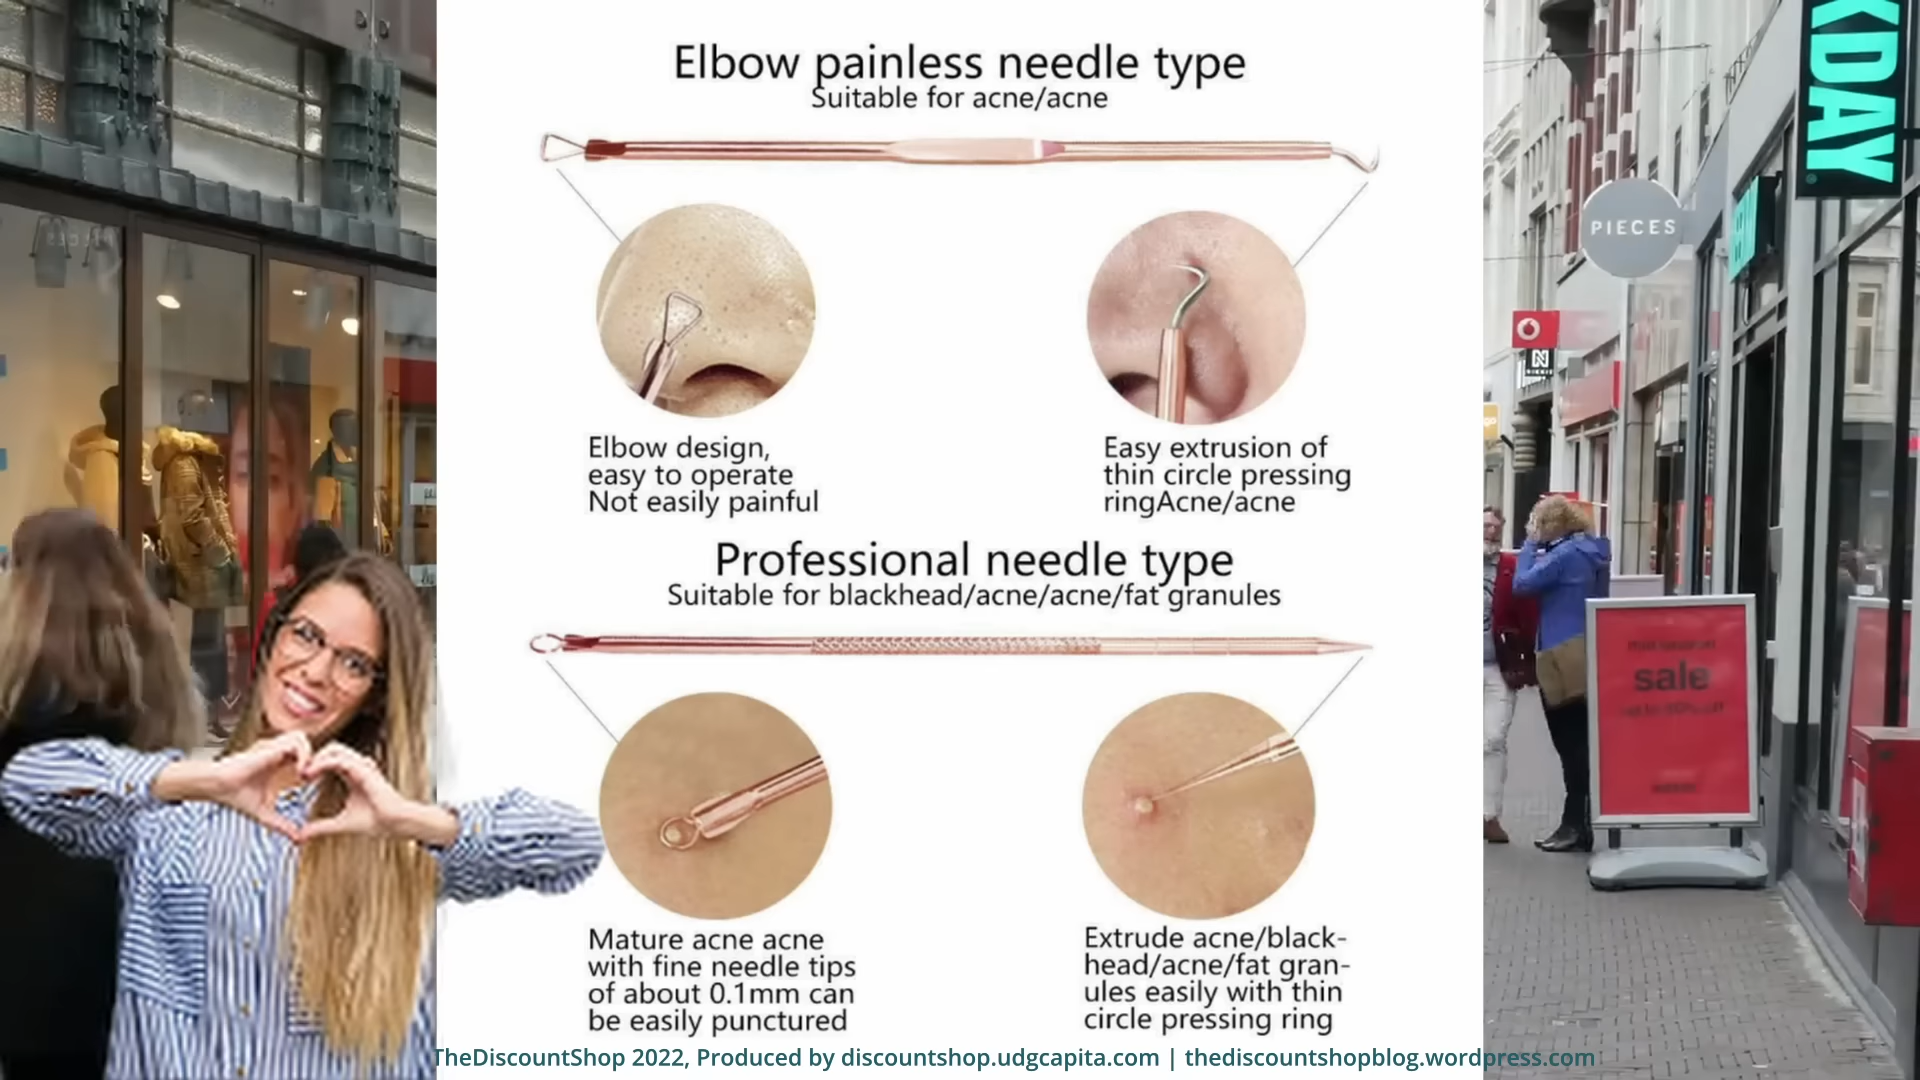 Elbow painless needle type
Suitable for acne/acne
Elbow design,
easy to operate
Not easily painful
Easy extrusion of
thin circle pressing
ringAcne/acne
Professional needle type
Suitable for blackhead/acne/acne/fat granules
Mature acne acne
with fine needle tips
of about 0.1mm can
be easily punctured
Extrude acne/black-
head/acne/fat gran-
ules easily with thin
circle pressing ring
TheDiscountShop 2022, Produced by discountshop.udgcapita.com | thediscountshopblog.wordpress.com
KDAY
PIECES
sale